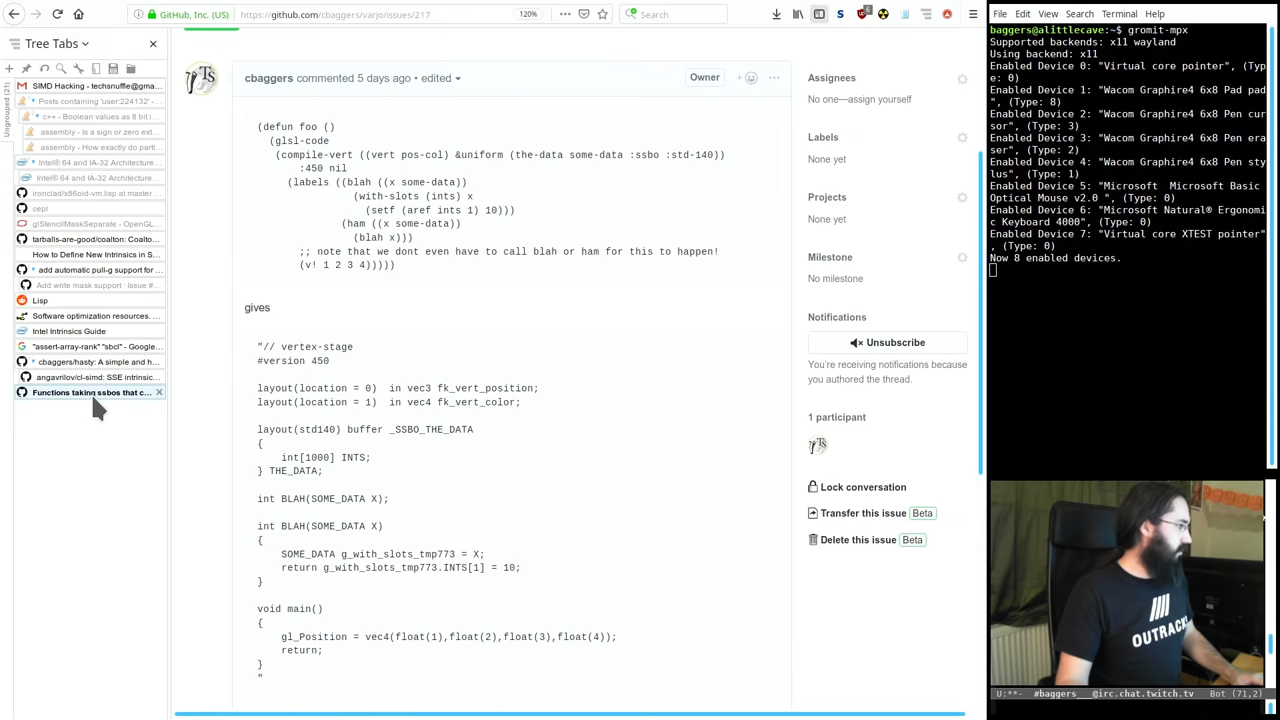 GitHub, Inc. (US)
https://github.com/cbaggers/varjo/issues/217
120%
Search
Tree Tabs
Ungrouped (21)
SIMD Hacking - techsnuffle@gma...
Posts containing 'user:224132' -...
c++ - Boolean values as 8 bit i...
assembly - Is a sign or zero ext...
assembly - How exactly do parti...
Intel® 64 and IA-32 Architecture...
Intel® 64 and IA-32 Architectur...
ironclad/x86oid-vm.lisp at master
cepl
glStencilMaskSeparate - OpenGL...
tarballs-are-good/coalton: Coalto...
How to Define New Intrinsics in S...
add automatic pull-g support for ...
Add write mask support · Issue #...
Lisp
Software optimization resources. ...
Intel Intrinsics Guide
"assert-array-rank" "sbcl" - Google...
cbaggers/hasty: A simple and h...
angavrilov/cl-simd: SSE intrinsic...
Functions taking ssbos that c...
cbaggers commented 5 days ago • edited
Owner
(defun foo ()
(glsl-code
(compile-vert ((vert pos-col) &uniform (the-data some-data :ssbo :std-140))
:450 nil
(labels ((blah ((x some-data))
(with-slots (ints) x
(setf (aref ints 1) 10)))
(ham ((x some-data))
(blah x)))
;; note that we dont even have to call blah or ham for this to happen!
(v! 1 2 3 4)))))
gives
"// vertex-stage
#version 450
layout(location = 0)  in vec3 fk_vert_position;
layout(location = 1)  in vec4 fk_vert_color;
layout(std140) buffer _SSBO_THE_DATA
{
int[1000] INTS;
} THE_DATA;
int BLAH(SOME_DATA X);
int BLAH(SOME_DATA X)
{
SOME_DATA g_with_slots_tmp773 = X;
return g_with_slots_tmp773.INTS[1] = 10;
}
void main()
{
gl_Position = vec4(float(1),float(2),float(3),float(4));
return;
}
"
Assignees
No one—assign yourself
Labels
None yet
Projects
None yet
Milestone
No milestone
Notifications
Unsubscribe
You're receiving notifications because
you authored the thread.
1 participant
Lock conversation
Transfer this issue Beta
Delete this issue Beta
File Edit View Search Terminal Help
baggers@alittlecave:~$ gromit-mpx
Supported backends: x11 wayland
Using backend: x11
Enabled Device 0: "Virtual core pointer", (Typ
e: 0)
Enabled Device 1: "Wacom Graphire4 6x8 Pad pad
", (Type: 8)
Enabled Device 2: "Wacom Graphire4 6x8 Pen cur
sor", (Type: 3)
Enabled Device 3: "Wacom Graphire4 6x8 Pen era
ser", (Type: 2)
Enabled Device 4: "Wacom Graphire4 6x8 Pen sty
lus", (Type: 1)
Enabled Device 5: "Microsoft  Microsoft Basic
Optical Mouse v2.0 ", (Type: 0)
Enabled Device 6: "Microsoft Natural® Ergonomi
c Keyboard 4000", (Type: 0)
Enabled Device 7: "Virtual core XTEST pointer"
, (Type: 0)
Now 8 enabled devices.
OUTRACKS
U:**-  #baggers___@irc.chat.twitch.tv   Bot (71,2)